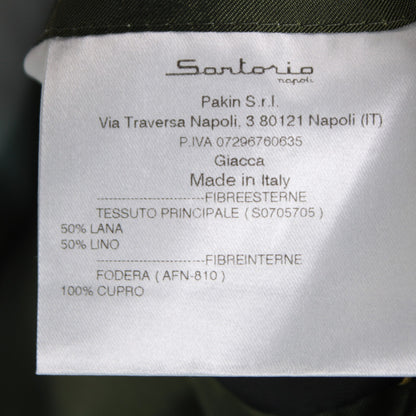 Sartorio
napoli
Pakin S.r.l.
Via Traversa Napoli, 3 80121 Napoli (IT)
P.IVA 07296760635
Giacca
Made in Italy
------------------------FIBREESTERNE
TESSUTO PRINCIPALE ( S0705705 )
50% LANA
50% LINO
------------------------FIBREINTERNE
FODERA ( AFN-810 )
100% CUPRO